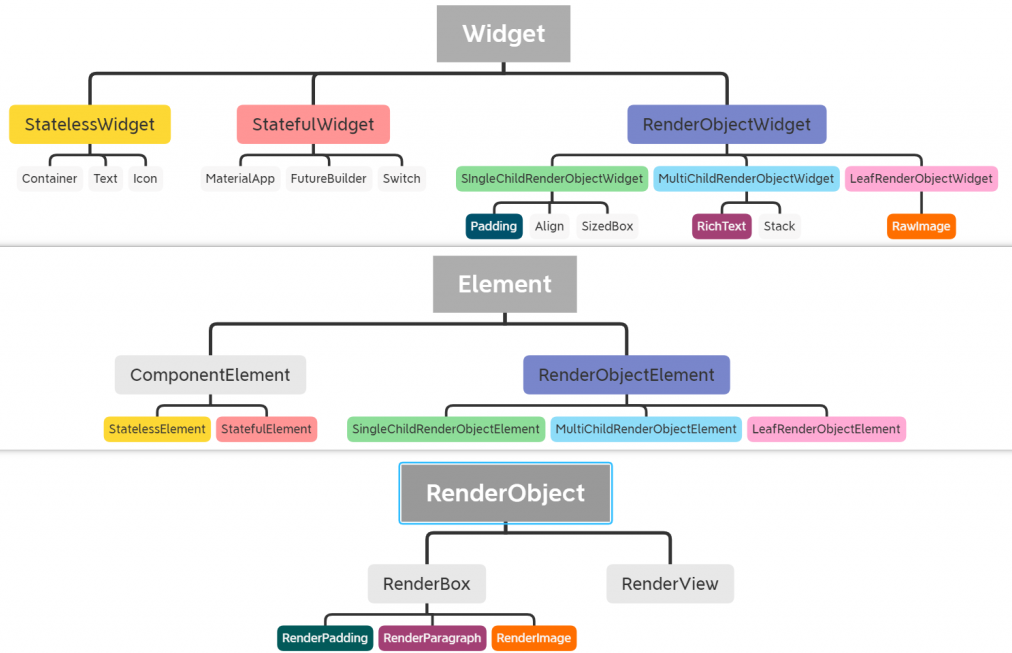 Widget
StatelessWidget
StatefulWidget
RenderObjectWidget
Container
Text
Icon
MaterialApp
FutureBuilder
Switch
SIngleChildRenderObjectWidget
MultiChildRenderObjectWidget
LeafRenderObjectWidget
Padding
Align
SizedBox
RichText
Stack
RawImage
Element
ComponentElement
RenderObjectElement
StatelessElement
StatefulElement
SingleChildRenderObjectElement
MultiChildRenderObjectElement
LeafRenderObjectElement
RenderObject
RenderBox
RenderView
RenderPadding
RenderParagraph
RenderImage